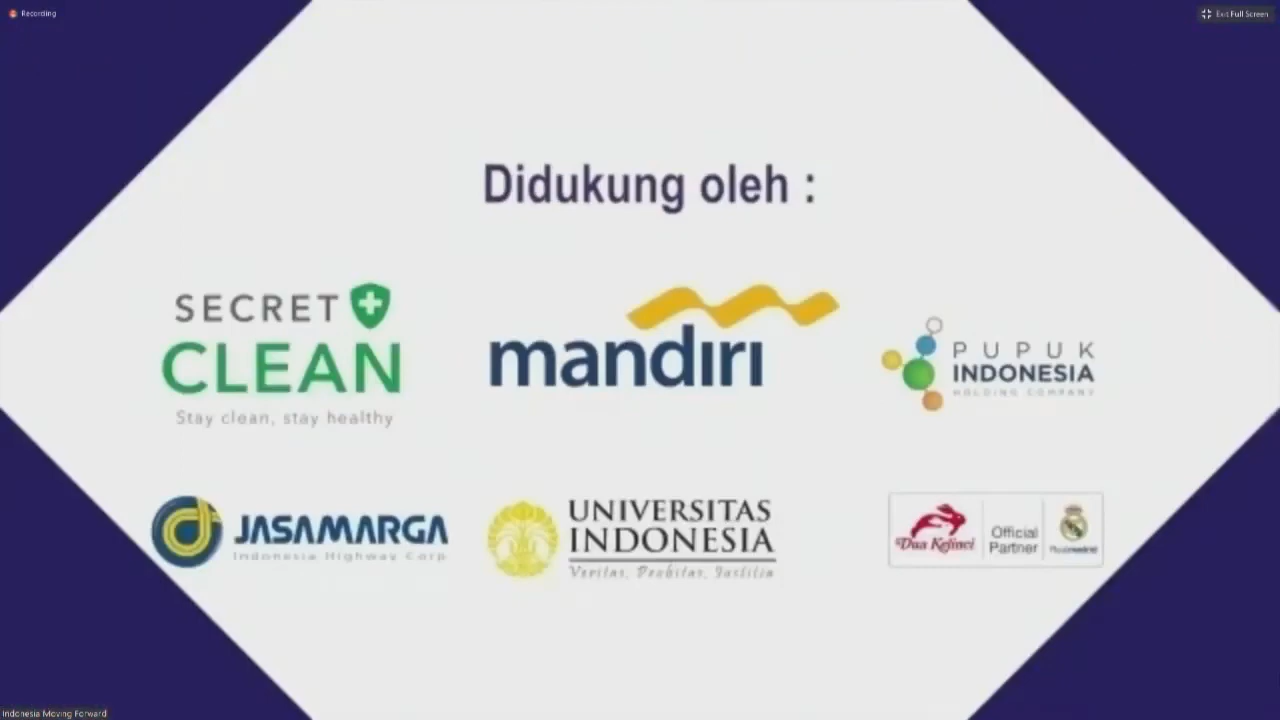 Recording
Exit Full Screen
Didukung oleh :
SECRET
CLEAN
Stay clean, stay healthy
mandiri
PUPUK
INDONESIA
HOLDING COMPANY
JASAMARGA
Indonesia Highway Corp
UNIVERSITAS
INDONESIA
Veritas, Probitas, Iustitia
Dua Kelinci
Official
Partner
Realmadrid
Indonesia Moving Forward